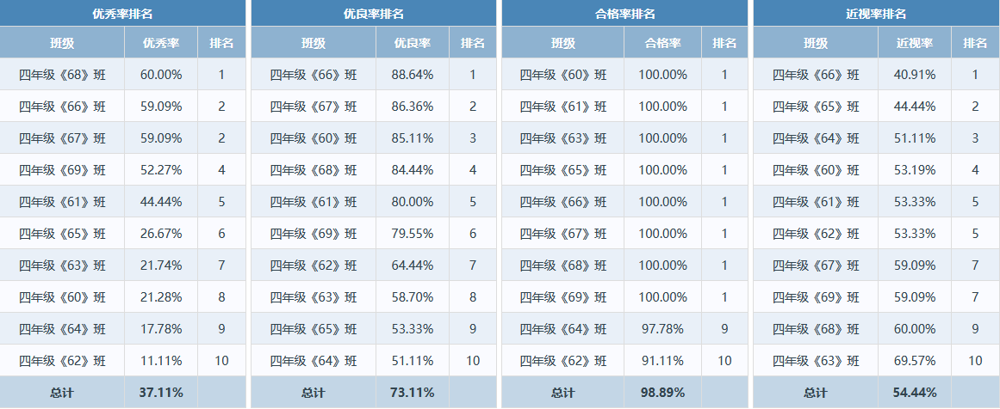 优秀率排名 优良率排名 合格率排名 近视率排名
班级 优秀率 排名 班级 优良率 排名 班级 合格率 排名 班级 近视率 排名
四年级《68》班 60.00% 1 四年级《66》班 88.64% 1 四年级《60》班 100.00% 1 四年级《66》班 40.91% 1
四年级《66》班 59.09% 2 四年级《67》班 86.36% 2 四年级《61》班 100.00% 1 四年级《65》班 44.44% 2
四年级《67》班 59.09% 2 四年级《60》班 85.11% 3 四年级《63》班 100.00% 1 四年级《64》班 51.11% 3
四年级《69》班 52.27% 4 四年级《68》班 84.44% 4 四年级《65》班 100.00% 1 四年级《60》班 53.19% 4
四年级《61》班 44.44% 5 四年级《61》班 80.00% 5 四年级《66》班 100.00% 1 四年级《61》班 53.33% 5
四年级《65》班 26.67% 6 四年级《69》班 79.55% 6 四年级《67》班 100.00% 1 四年级《62》班 53.33% 5
四年级《63》班 21.74% 7 四年级《62》班 64.44% 7 四年级《68》班 100.00% 1 四年级《67》班 59.09% 7
四年级《60》班 21.28% 8 四年级《63》班 58.70% 8 四年级《69》班 100.00% 1 四年级《69》班 59.09% 7
四年级《64》班 17.78% 9 四年级《65》班 53.33% 9 四年级《64》班 97.78% 9 四年级《68》班 60.00% 9
四年级《62》班 11.11% 10 四年级《64》班 51.11% 10 四年级《62》班 91.11% 10 四年级《63》班 69.57% 10
总计 37.11% 总计 73.11% 总计 98.89% 总计 54.44%